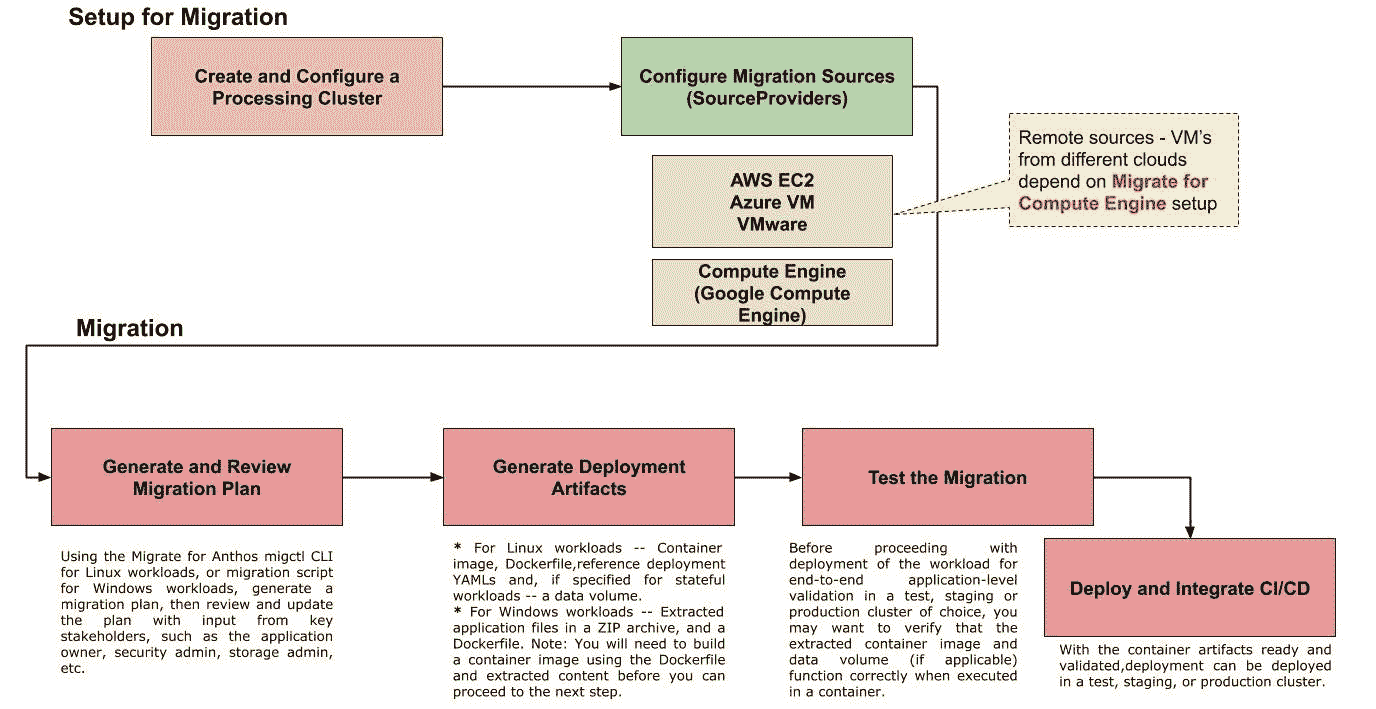 Setup for Migration
Create and Configure a
Processing Cluster
Configure Migration Sources
(SourceProviders)
AWS EC2
Azure VM
VMware
Remote sources - VM's
from different clouds
depend on Migrate for
Compute Engine setup
Compute Engine
(Google Compute
Engine)
Migration
Generate and Review
Migration Plan
Using the Migrate for Anthos migctl CLI
for Linux workloads, or migration script
for Windows workloads, generate a
migration plan, then review and update
the plan with input from key
stakeholders, such as the application
owner, security admin, storage admin,
etc.
Generate Deployment
Artifacts
* For Linux workloads -- Container
image, Dockerfile,reference deployment
YAMLs and, if specified for stateful
workloads -- a data volume.
* For Windows workloads -- Extracted
application files in a ZIP archive, and a
Dockerfile. Note: You will need to build
a container image using the Dockerfile
and extracted content before you can
proceed to the next step.
Test the Migration
Before proceeding with
deployment of the workload for
end-to-end application-level
validation in a test, staging or
production cluster of choice, you
may want to verify that the
extracted container image and
data volume (if applicable)
function correctly when executed
in a container.
Deploy and Integrate CI/CD
With the container artifacts ready and
validated,deployment can be deployed
in a test, staging, or production cluster.